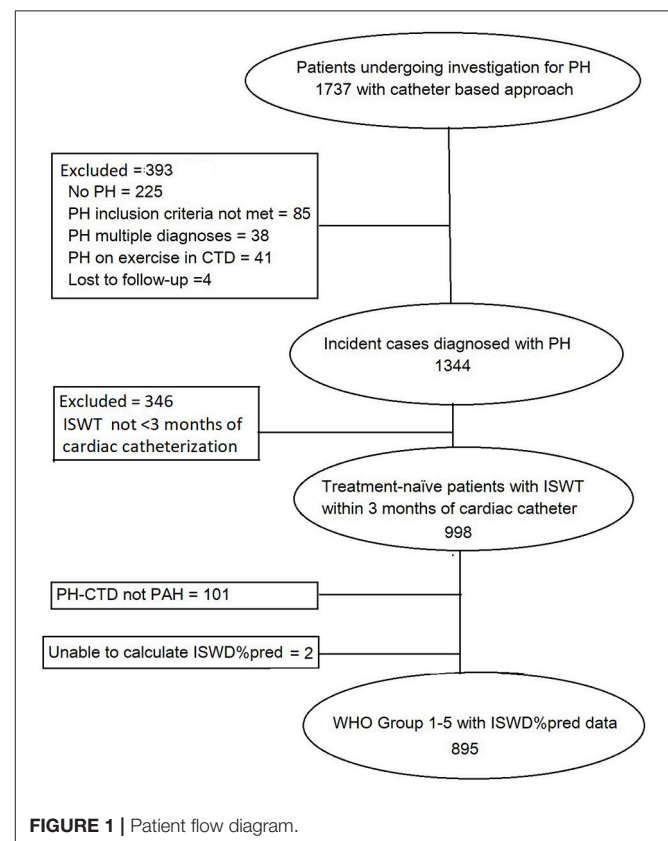 Patients undergoing investigation for PH
1737 with catheter based approach
Excluded =393
No PH = 225
PH inclusion criteria not met = 85
PH multiple diagnoses = 38
PH on exercise in CTD = 41
Lost to follow-up =4
Incident cases diagnosed with PH
1344
Excluded = 346
ISWT not <3 months of
cardiac catheterization
Treatment-naïve patients with ISWT
within 3 months of cardiac catheter
998
PH-CTD not PAH = 101
Unable to calculate ISWD%pred = 2
WHO Group 1-5 with ISWD%pred data
895
FIGURE 1 | Patient flow diagram.